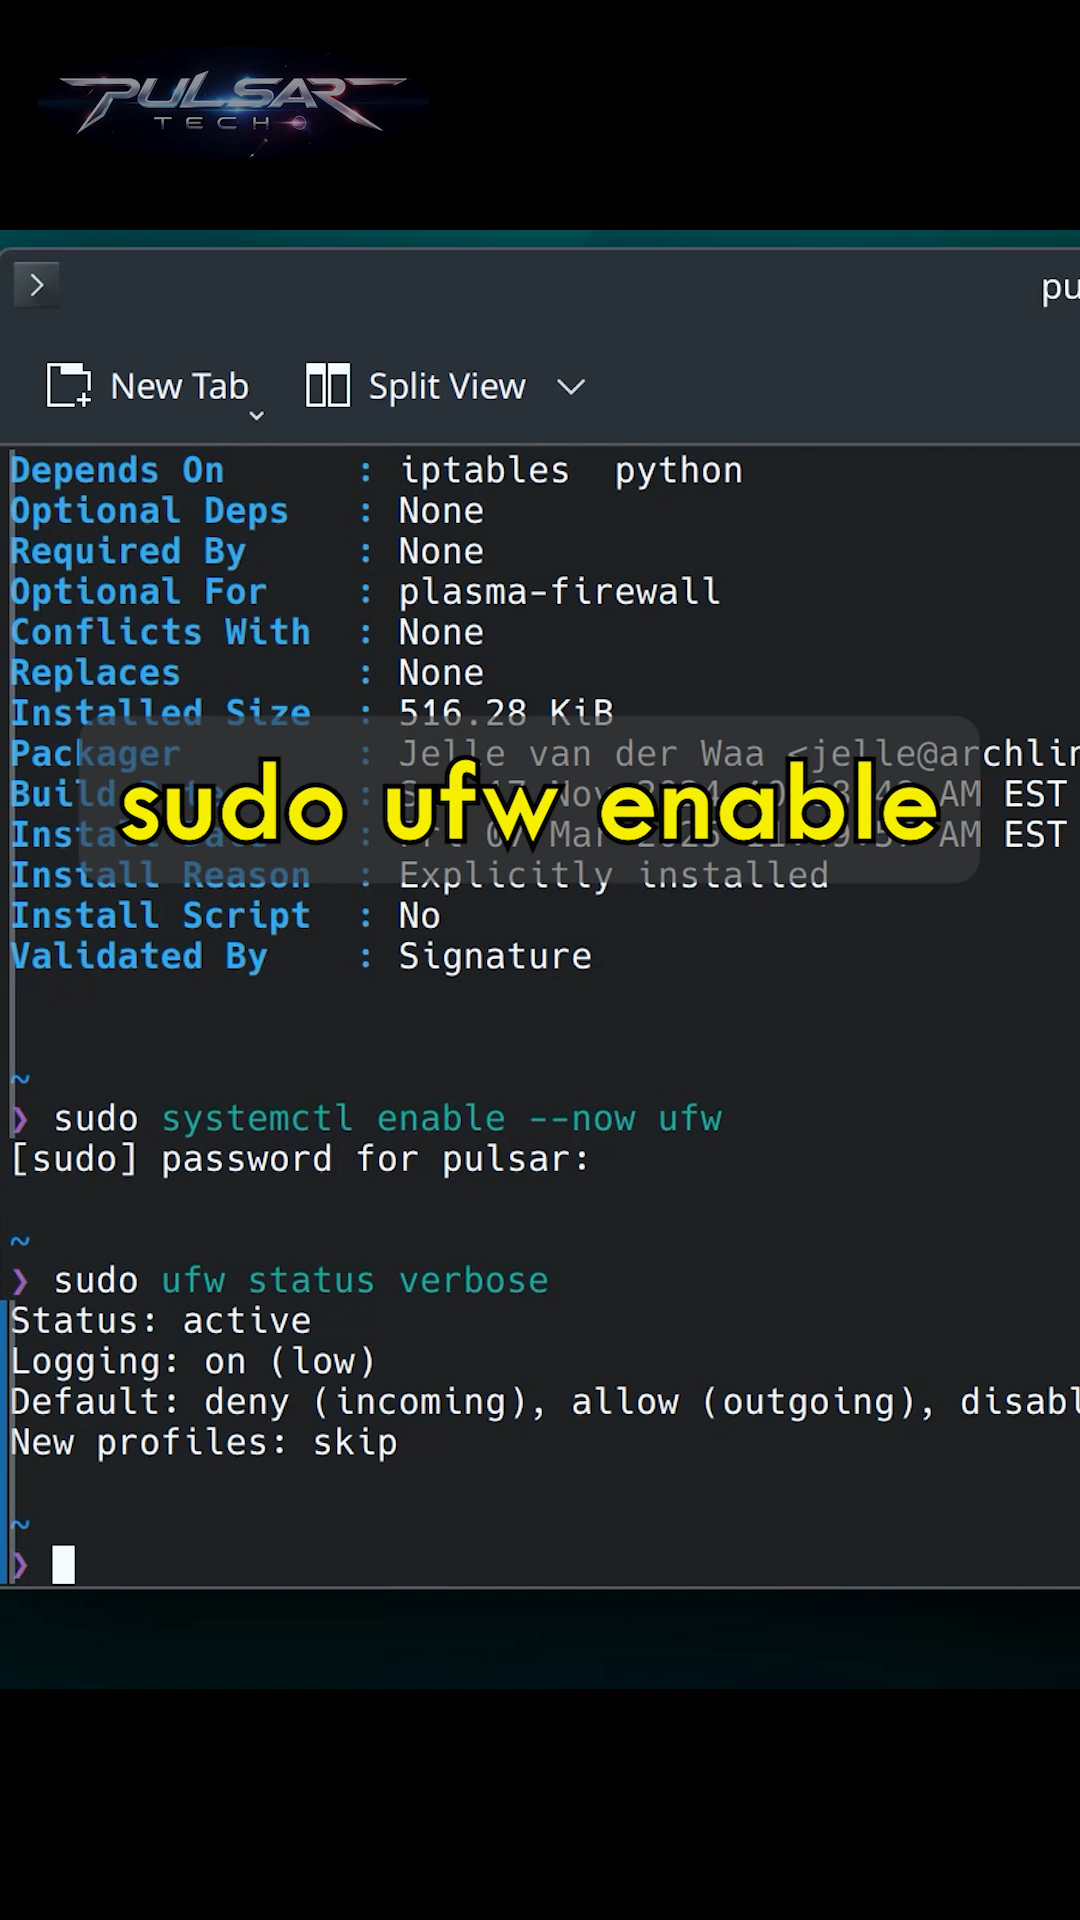 PULSAR
TECH
pu
New Tab
Split View
Depends On : iptables python
Optional Deps : None
Required By : None
Optional For : plasma-firewall
Conflicts With : None
Replaces : None
Installed Size : 516.28 KiB
Packager : Jelle van der Waa <jelle@archlin
sudo ufw enable
AM EST
AM EST
Install Reason : Explicitly installed
Install Script : No
Validated By : Signature
~
❯ sudo systemctl enable --now ufw
[sudo] password for pulsar:
~
❯ sudo ufw status verbose
Status: active
Logging: on (low)
Default: deny (incoming), allow (outgoing), disabl
New profiles: skip
~
❯